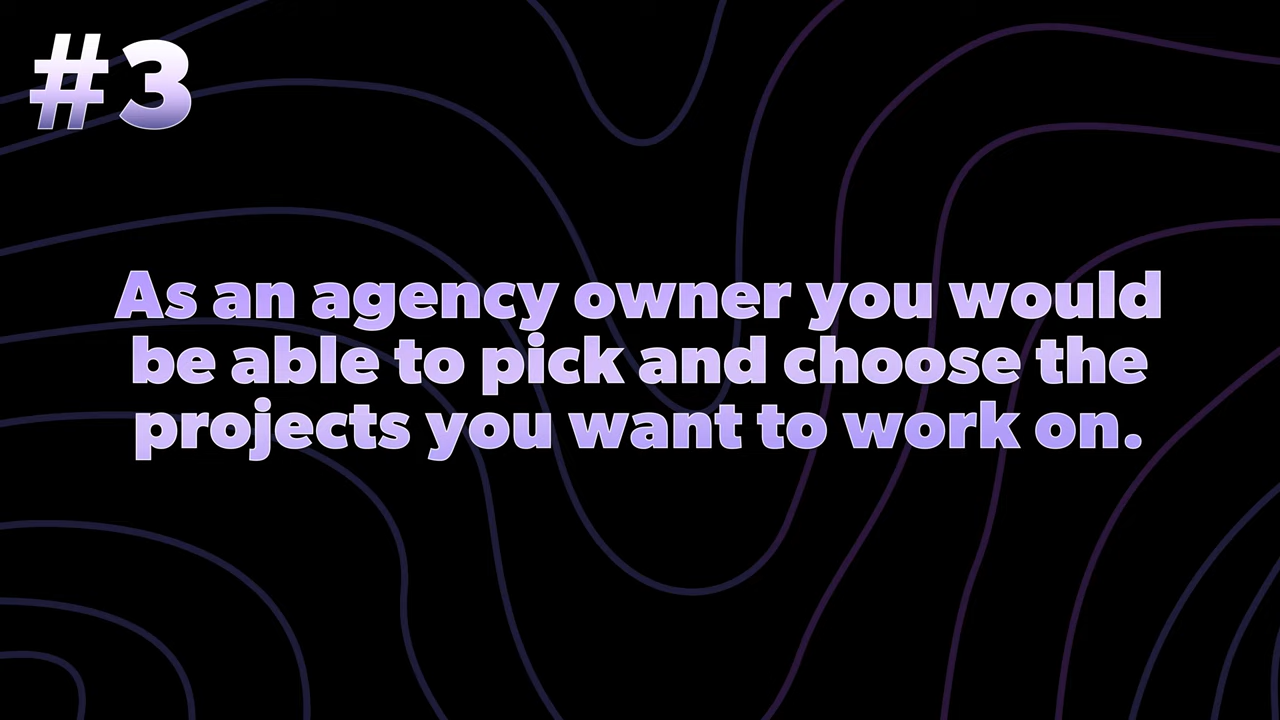 #3
As an agency owner you would
be able to pick and choose the
projects you want to work on.